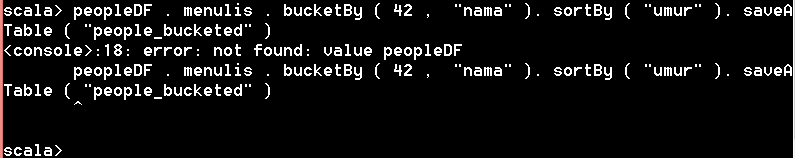 scala> peopleDF . menulis . bucketBy ( 42 ,  "nama" ). sortBy ( "umur" ). saveA
Table ( "people_bucketed" )
<console>:18: error: not found: value peopleDF
       peopleDF . menulis . bucketBy ( 42 ,  "nama" ). sortBy ( "umur" ). saveA
Table ( "people_bucketed" )
       ^
scala>